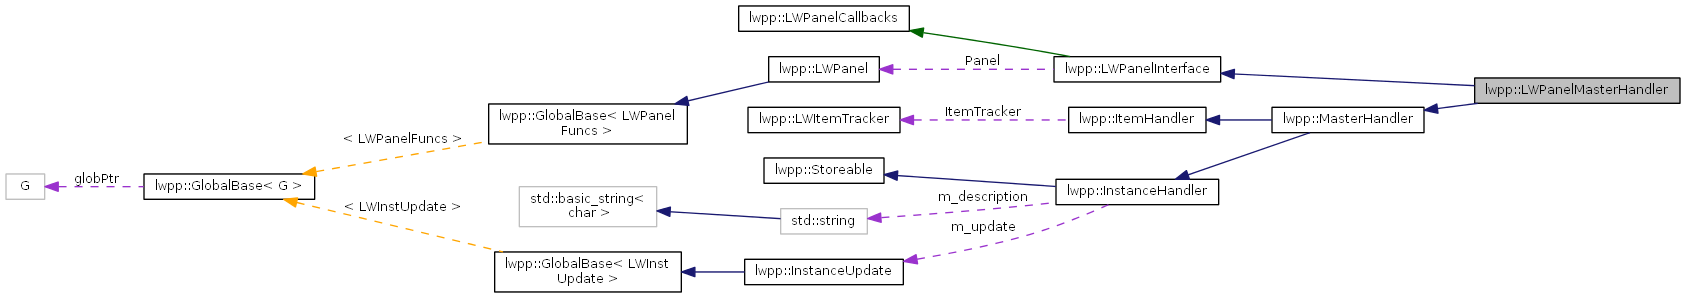 lwpp::LWPanelCallbacks
lwpp::LWPanel
Panel
lwpp::LWPanelInterface
lwpp::LWPanelMasterHandler
lwpp::GlobalBase< LWPanel
Funcs >
lwpp::LWItemTracker
ItemTracker
lwpp::ItemHandler
lwpp::MasterHandler
< LWPanelFuncs >
lwpp::Storeable
G
globPtr
lwpp::GlobalBase< G >
lwpp::InstanceHandler
std::basic_string<
char >
m_description
< LWInstUpdate >
std::string
m_update
lwpp::GlobalBase< LWInst
Update >
lwpp::InstanceUpdate